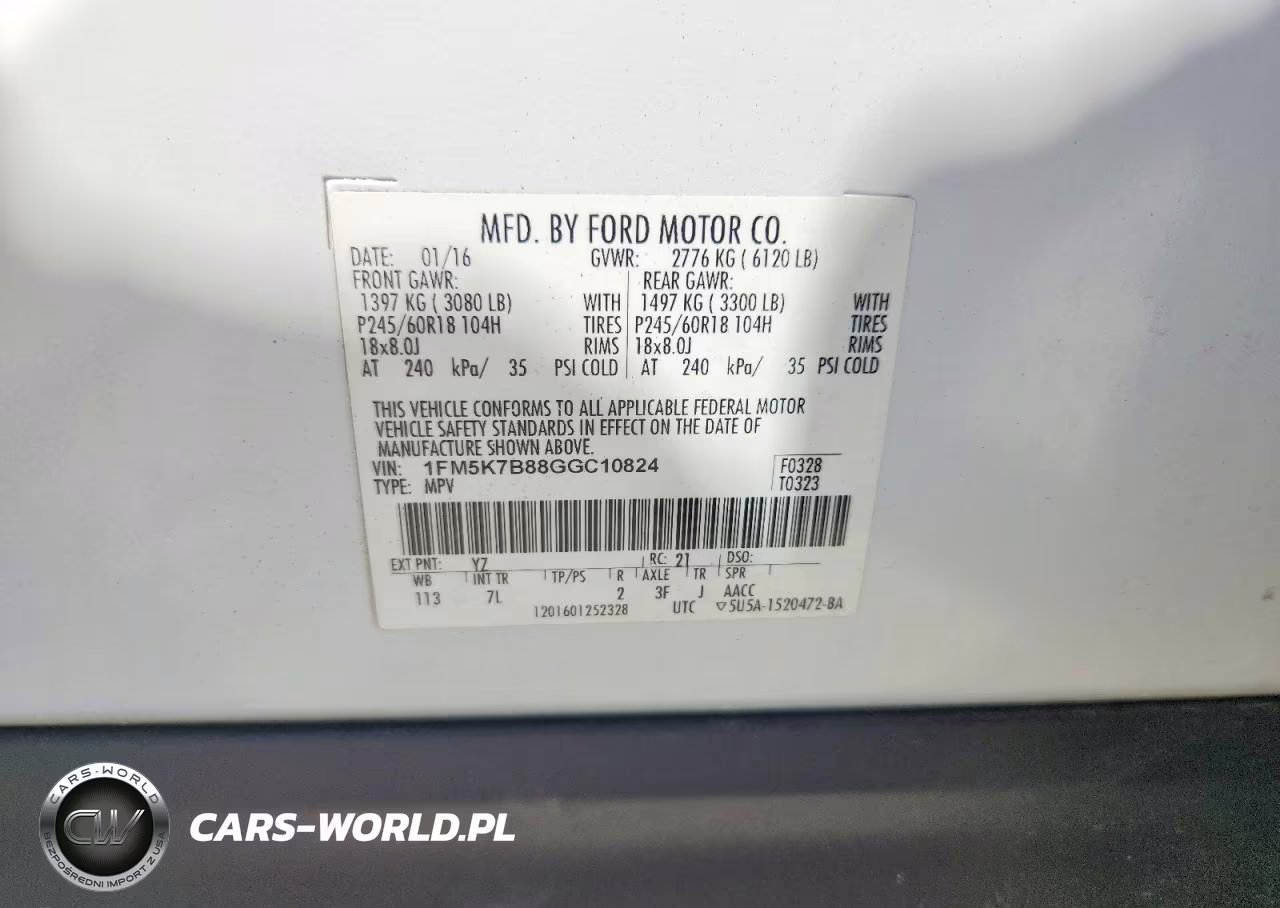 MFD. BY FORD MOTOR CO.
DATE: 01/16 GVWR: 2776 KG ( 6120 LB)
FRONT GAWR: REAR GAWR:
1397 KG ( 3080 LB) WITH 1497 KG ( 3300 LB) WITH
P245/60R18 104H TIRES P245/60R18 104H TIRES
18x8.0J RIMS 18x8.0J RIMS
AT 240 kPa/ 35 PSI COLD AT 240 kPa/ 35 PSI COLD
THIS VEHICLE CONFORMS TO ALL APPLICABLE FEDERAL MOTOR
VEHICLE SAFETY STANDARDS IN EFFECT ON THE DATE OF
MANUFACTURE SHOWN ABOVE.
VIN: 1FM5K7B88GGC10824 F0328
TYPE: MPV T0323
EXT PNT: YZ RC: 21 DSO:
WB INT TR TP/PS R AXLE TR SPR
113 7L 2 3F J AACC
1201601252328 UTC ▽5U5A-1520472-BA
CARS-WORLD
CW
BEZPOŚREDNI IMPORT Z USA
CARS-WORLD.PL